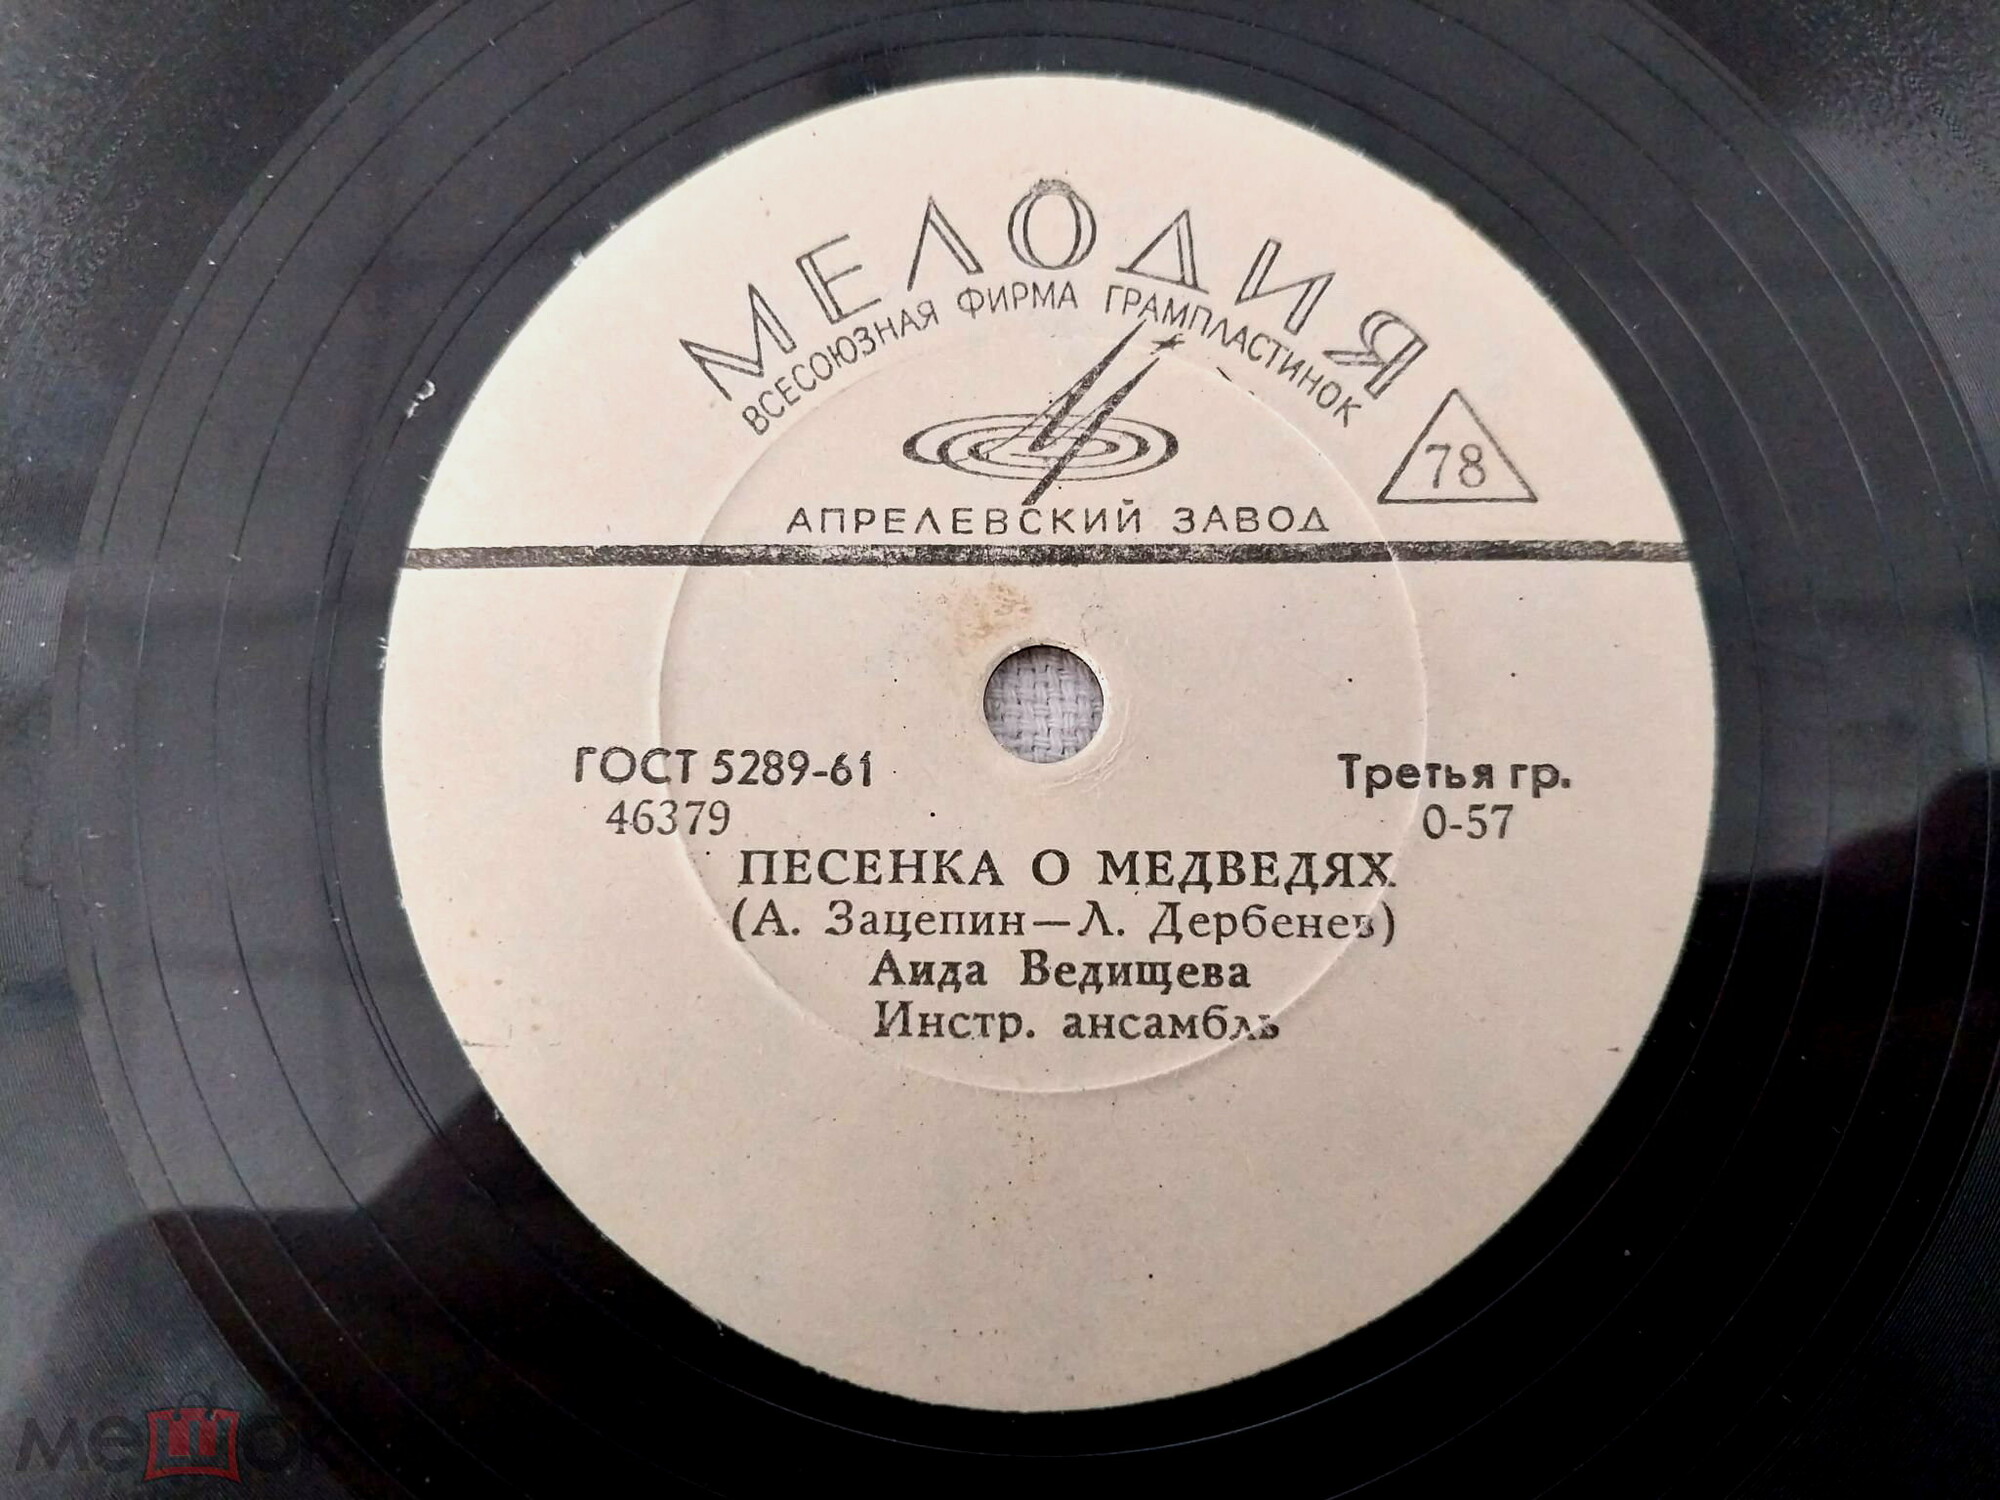 МЕЛОДИЯ
ВСЕСОЮЗНАЯ ФИРМА ГРАМПЛАСТИНОК
78
АПРЕЛЕВСКИЙ ЗАВОД
ГОСТ 5289-61
Третья гр.
46379
0-57
ПЕСЕНКА О МЕДВЕДЯХ
(А. Зацепин—Л. Дербенев)
Аида Ведищева
Инстр. ансамбль
мешок